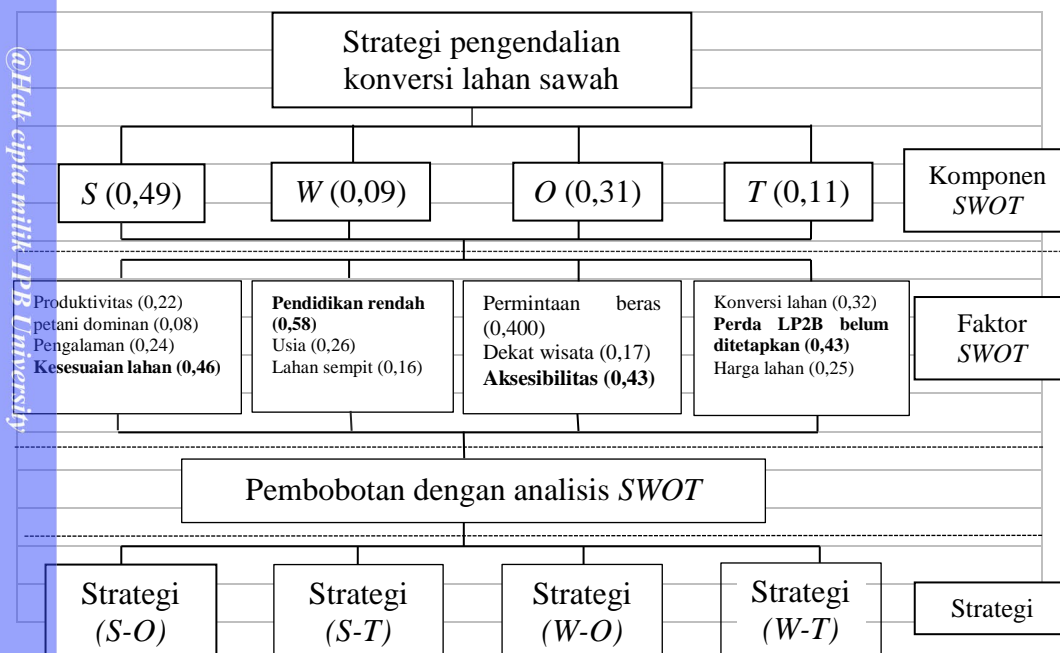 @Hak cipta milik IPB University
Strategi pengendalian
konversi lahan sawah
S (0,49)
W (0,09)
O (0,31)
T (0,11)
Komponen
SWOT
Produktivitas (0,22)
petani dominan (0,08)
Pengalaman (0,24)
Kesesuaian lahan (0,46)
Pendidikan rendah
(0,58)
Usia (0,26)
Lahan sempit (0,16)
Permintaan beras
(0,400)
Dekat wisata (0,17)
Aksesibilitas (0,43)
Konversi lahan (0,32)
Perda LP2B belum
ditetapkan (0,43)
Harga lahan (0,25)
Faktor
SWOT
Pembobotan dengan analisis SWOT
Strategi
(S-O)
Strategi
(S-T)
Strategi
(W-O)
Strategi
(W-T)
Strategi